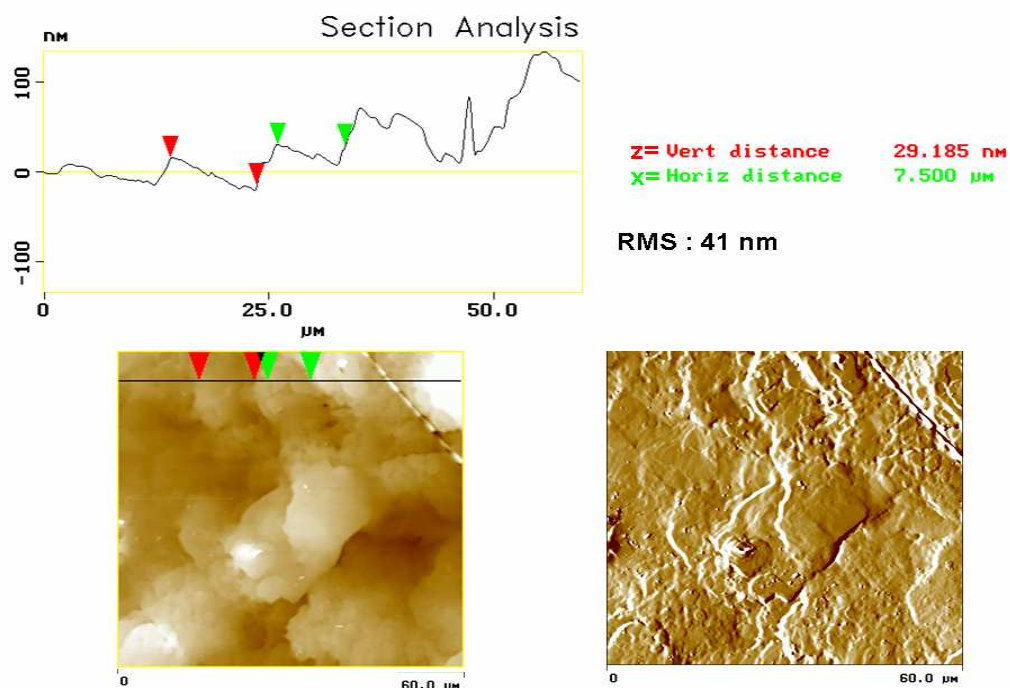 Section Analysis
nM
100
0
-100
0 25.0 50.0
µM
z= Vert distance 29.185 nM
x= Horiz distance 7.500 µM
RMS : 41 nm
0 60.0 µM
0 60.0 µM